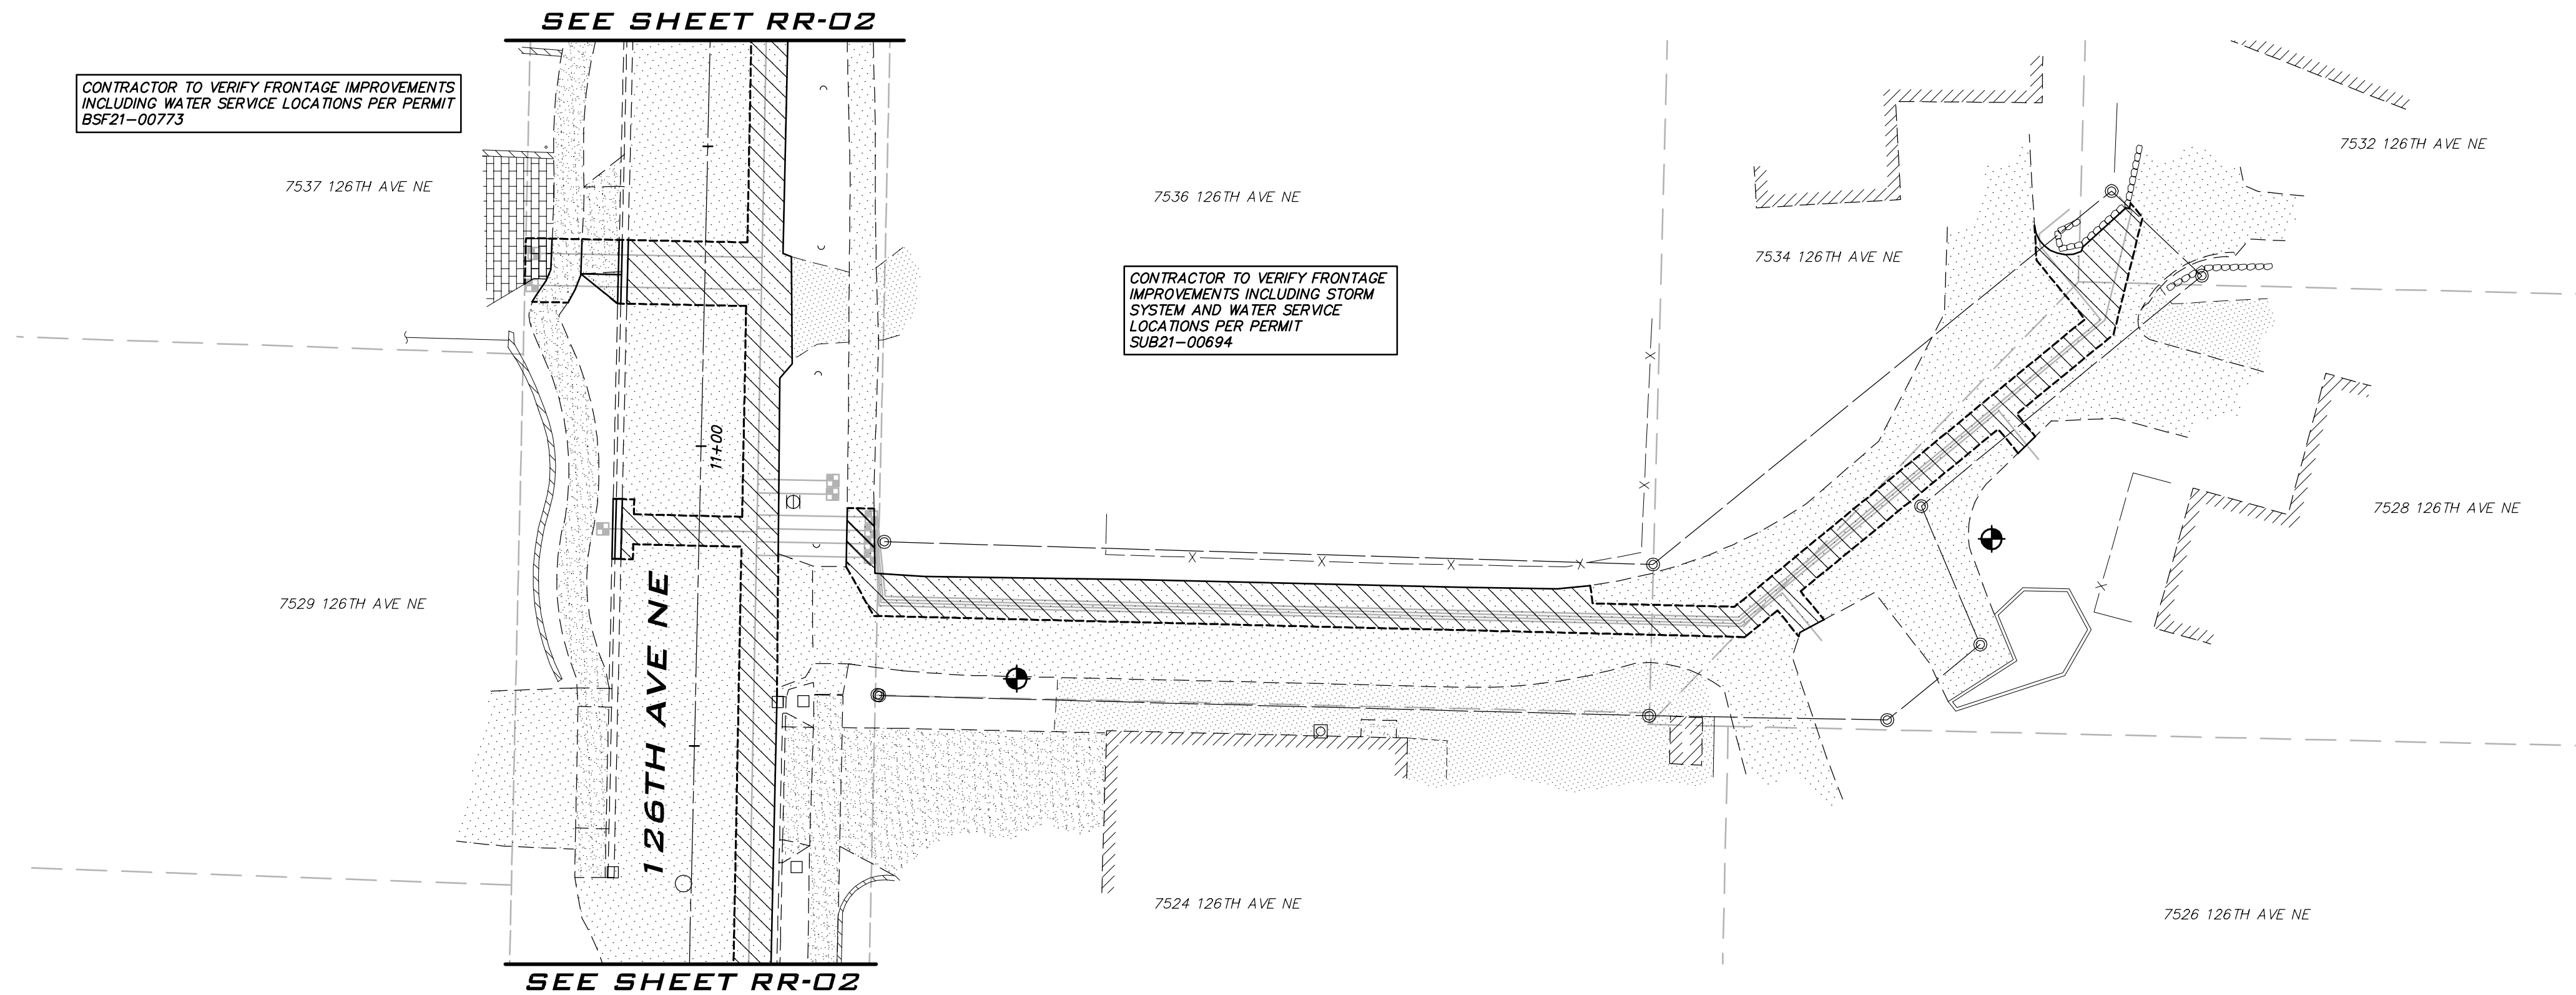 SEE SHEET RR-02
CONTRACTOR TO VERIFY FRONTAGE IMPROVEMENTS
INCLUDING WATER SERVICE LOCATIONS PER PERMIT
BSF21-00773
7537 126TH AVE NE
7536 126TH AVE NE
7532 126TH AVE NE
7534 126TH AVE NE
CONTRACTOR TO VERIFY FRONTAGE
IMPROVEMENTS INCLUDING STORM
SYSTEM AND WATER SERVICE
LOCATIONS PER PERMIT
SUB21-00694
11+00
7528 126TH AVE NE
7529 126TH AVE NE
126TH AVE NE
7524 126TH AVE NE
7526 126TH AVE NE
SEE SHEET RR-02